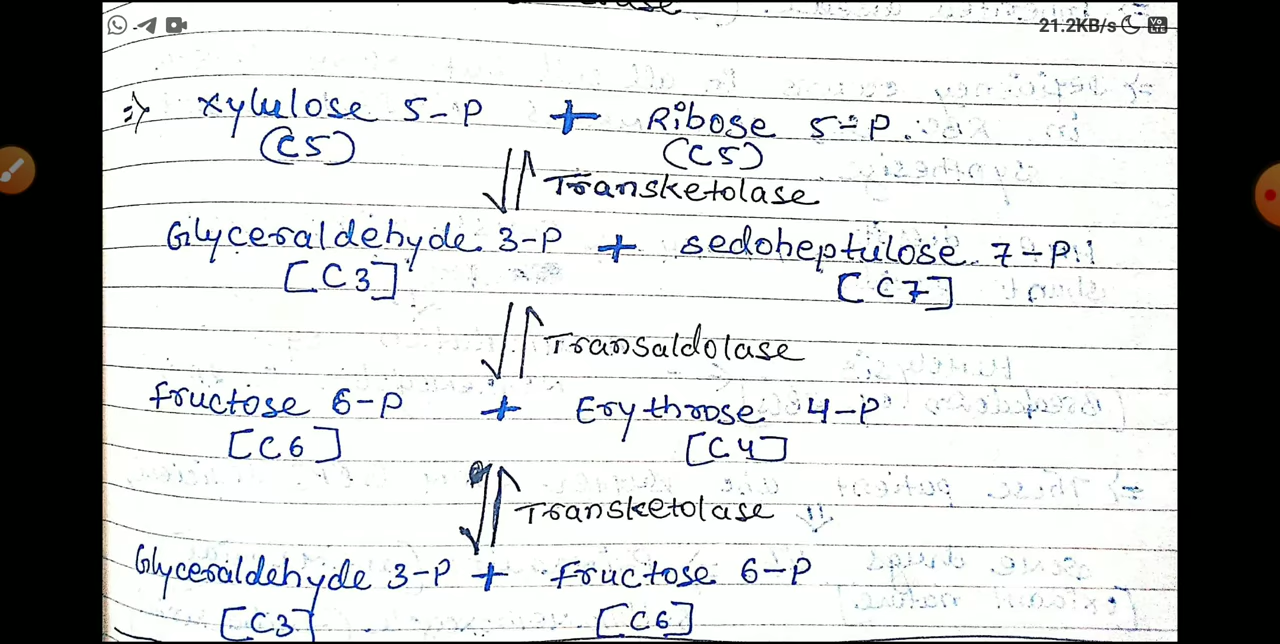 21.2KB/s
⇒ Xylulose 5-P + Ribose 5-P.
(C5) (C5)
Transketolase
Glyceraldehyde 3-P + sedoheptulose 7-P
[C3] [C7]
Transaldolase
fructose 6-P + Erythrose 4-P
[C6] [C4]
Transketolase
Glyceraldehyde 3-P + fructose 6-P
[C3] [C6]